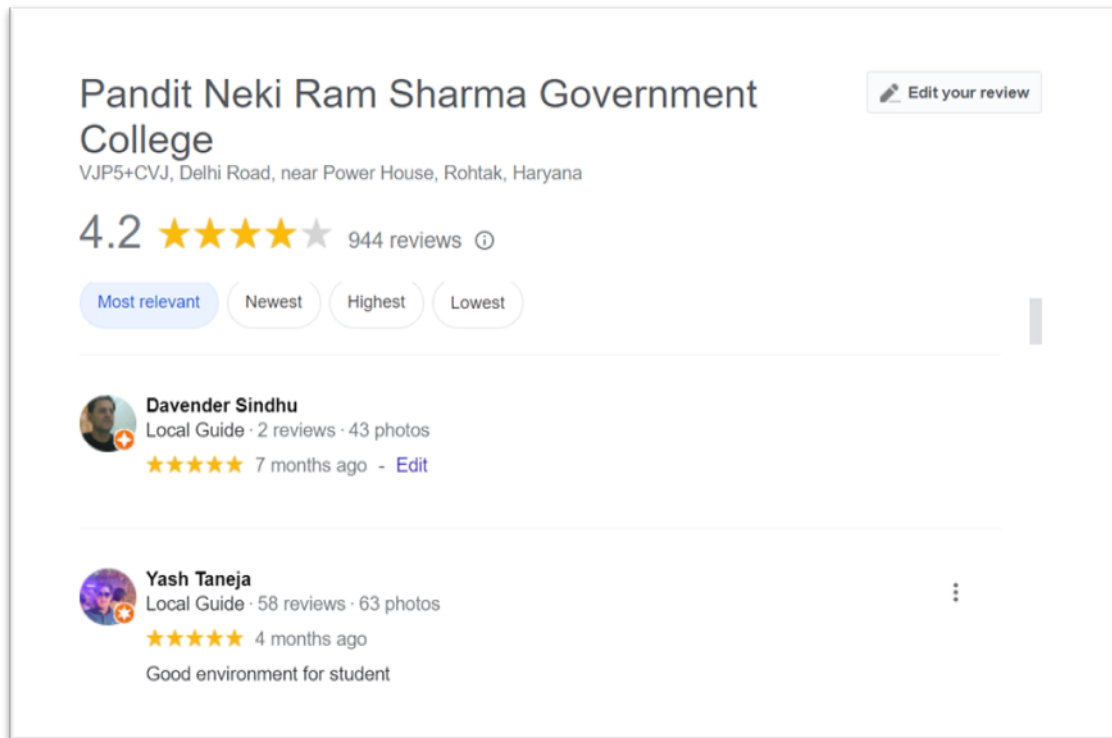 Pandit Neki Ram Sharma Government
College
Edit your review
VJP5+CVJ, Delhi Road, near Power House, Rohtak, Haryana
4.2 944 reviews
Most relevant Newest Highest Lowest
Davender Sindhu
Local Guide · 2 reviews · 43 photos
7 months ago - Edit
Yash Taneja
Local Guide · 58 reviews · 63 photos
4 months ago
Good environment for student